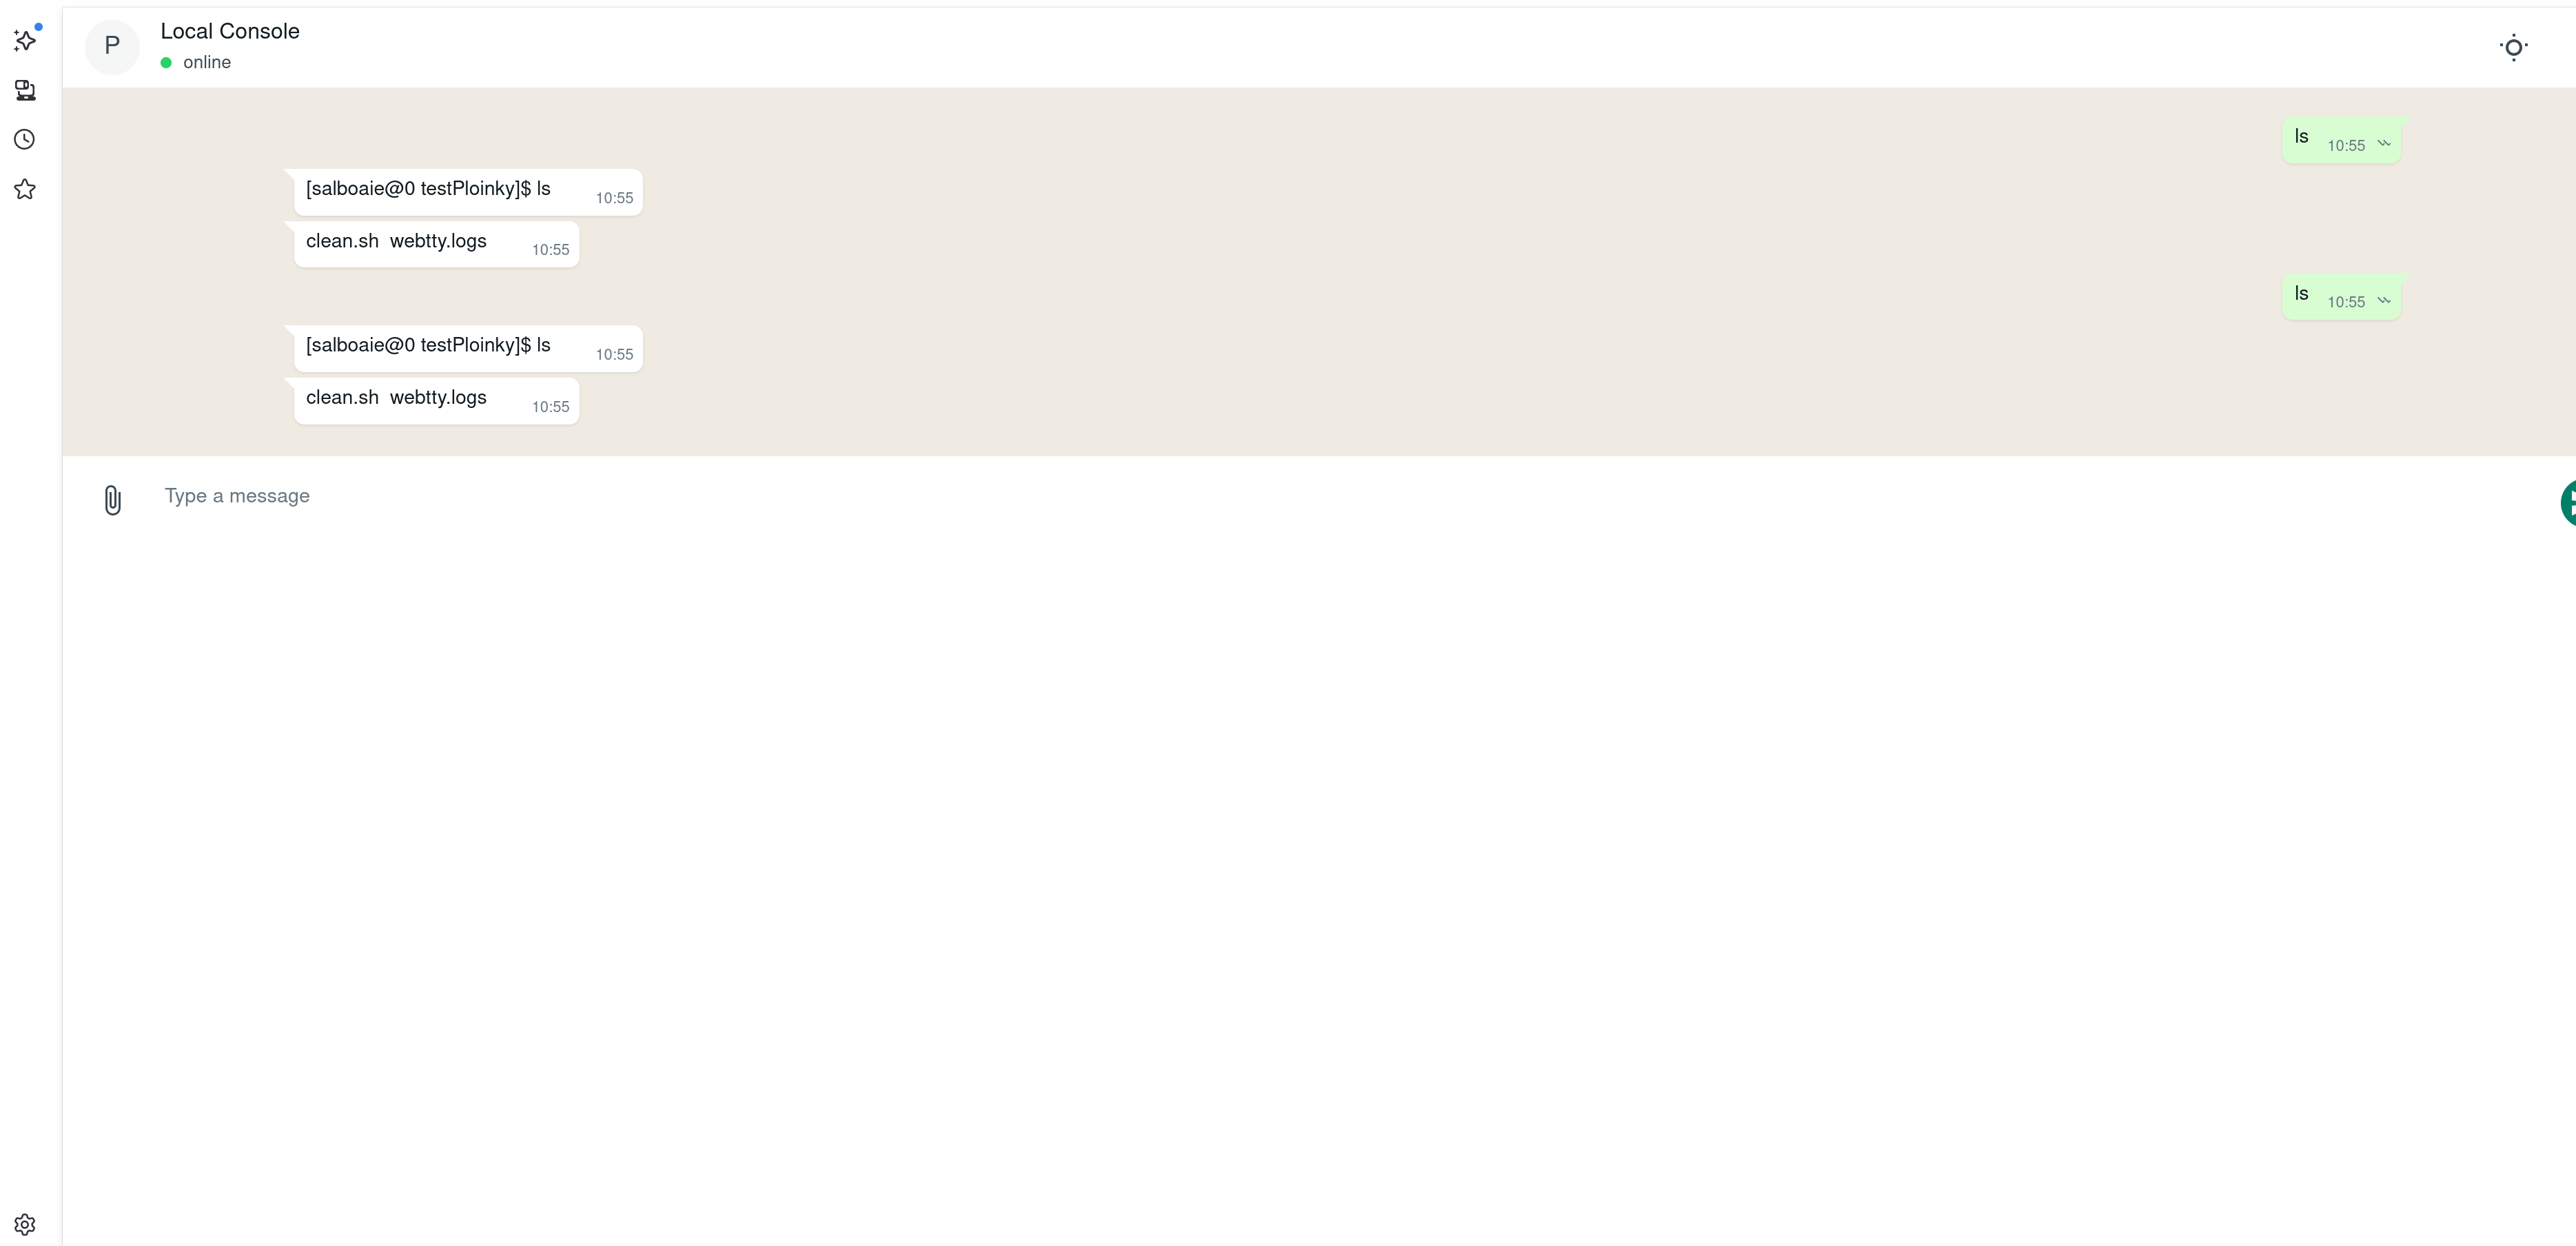 P
Local Console
online
ls 10:55
[salboaie@0 testPloinky]$ ls 10:55
clean.sh  webtty.logs 10:55
ls 10:55
[salboaie@0 testPloinky]$ ls 10:55
clean.sh  webtty.logs 10:55
Type a message